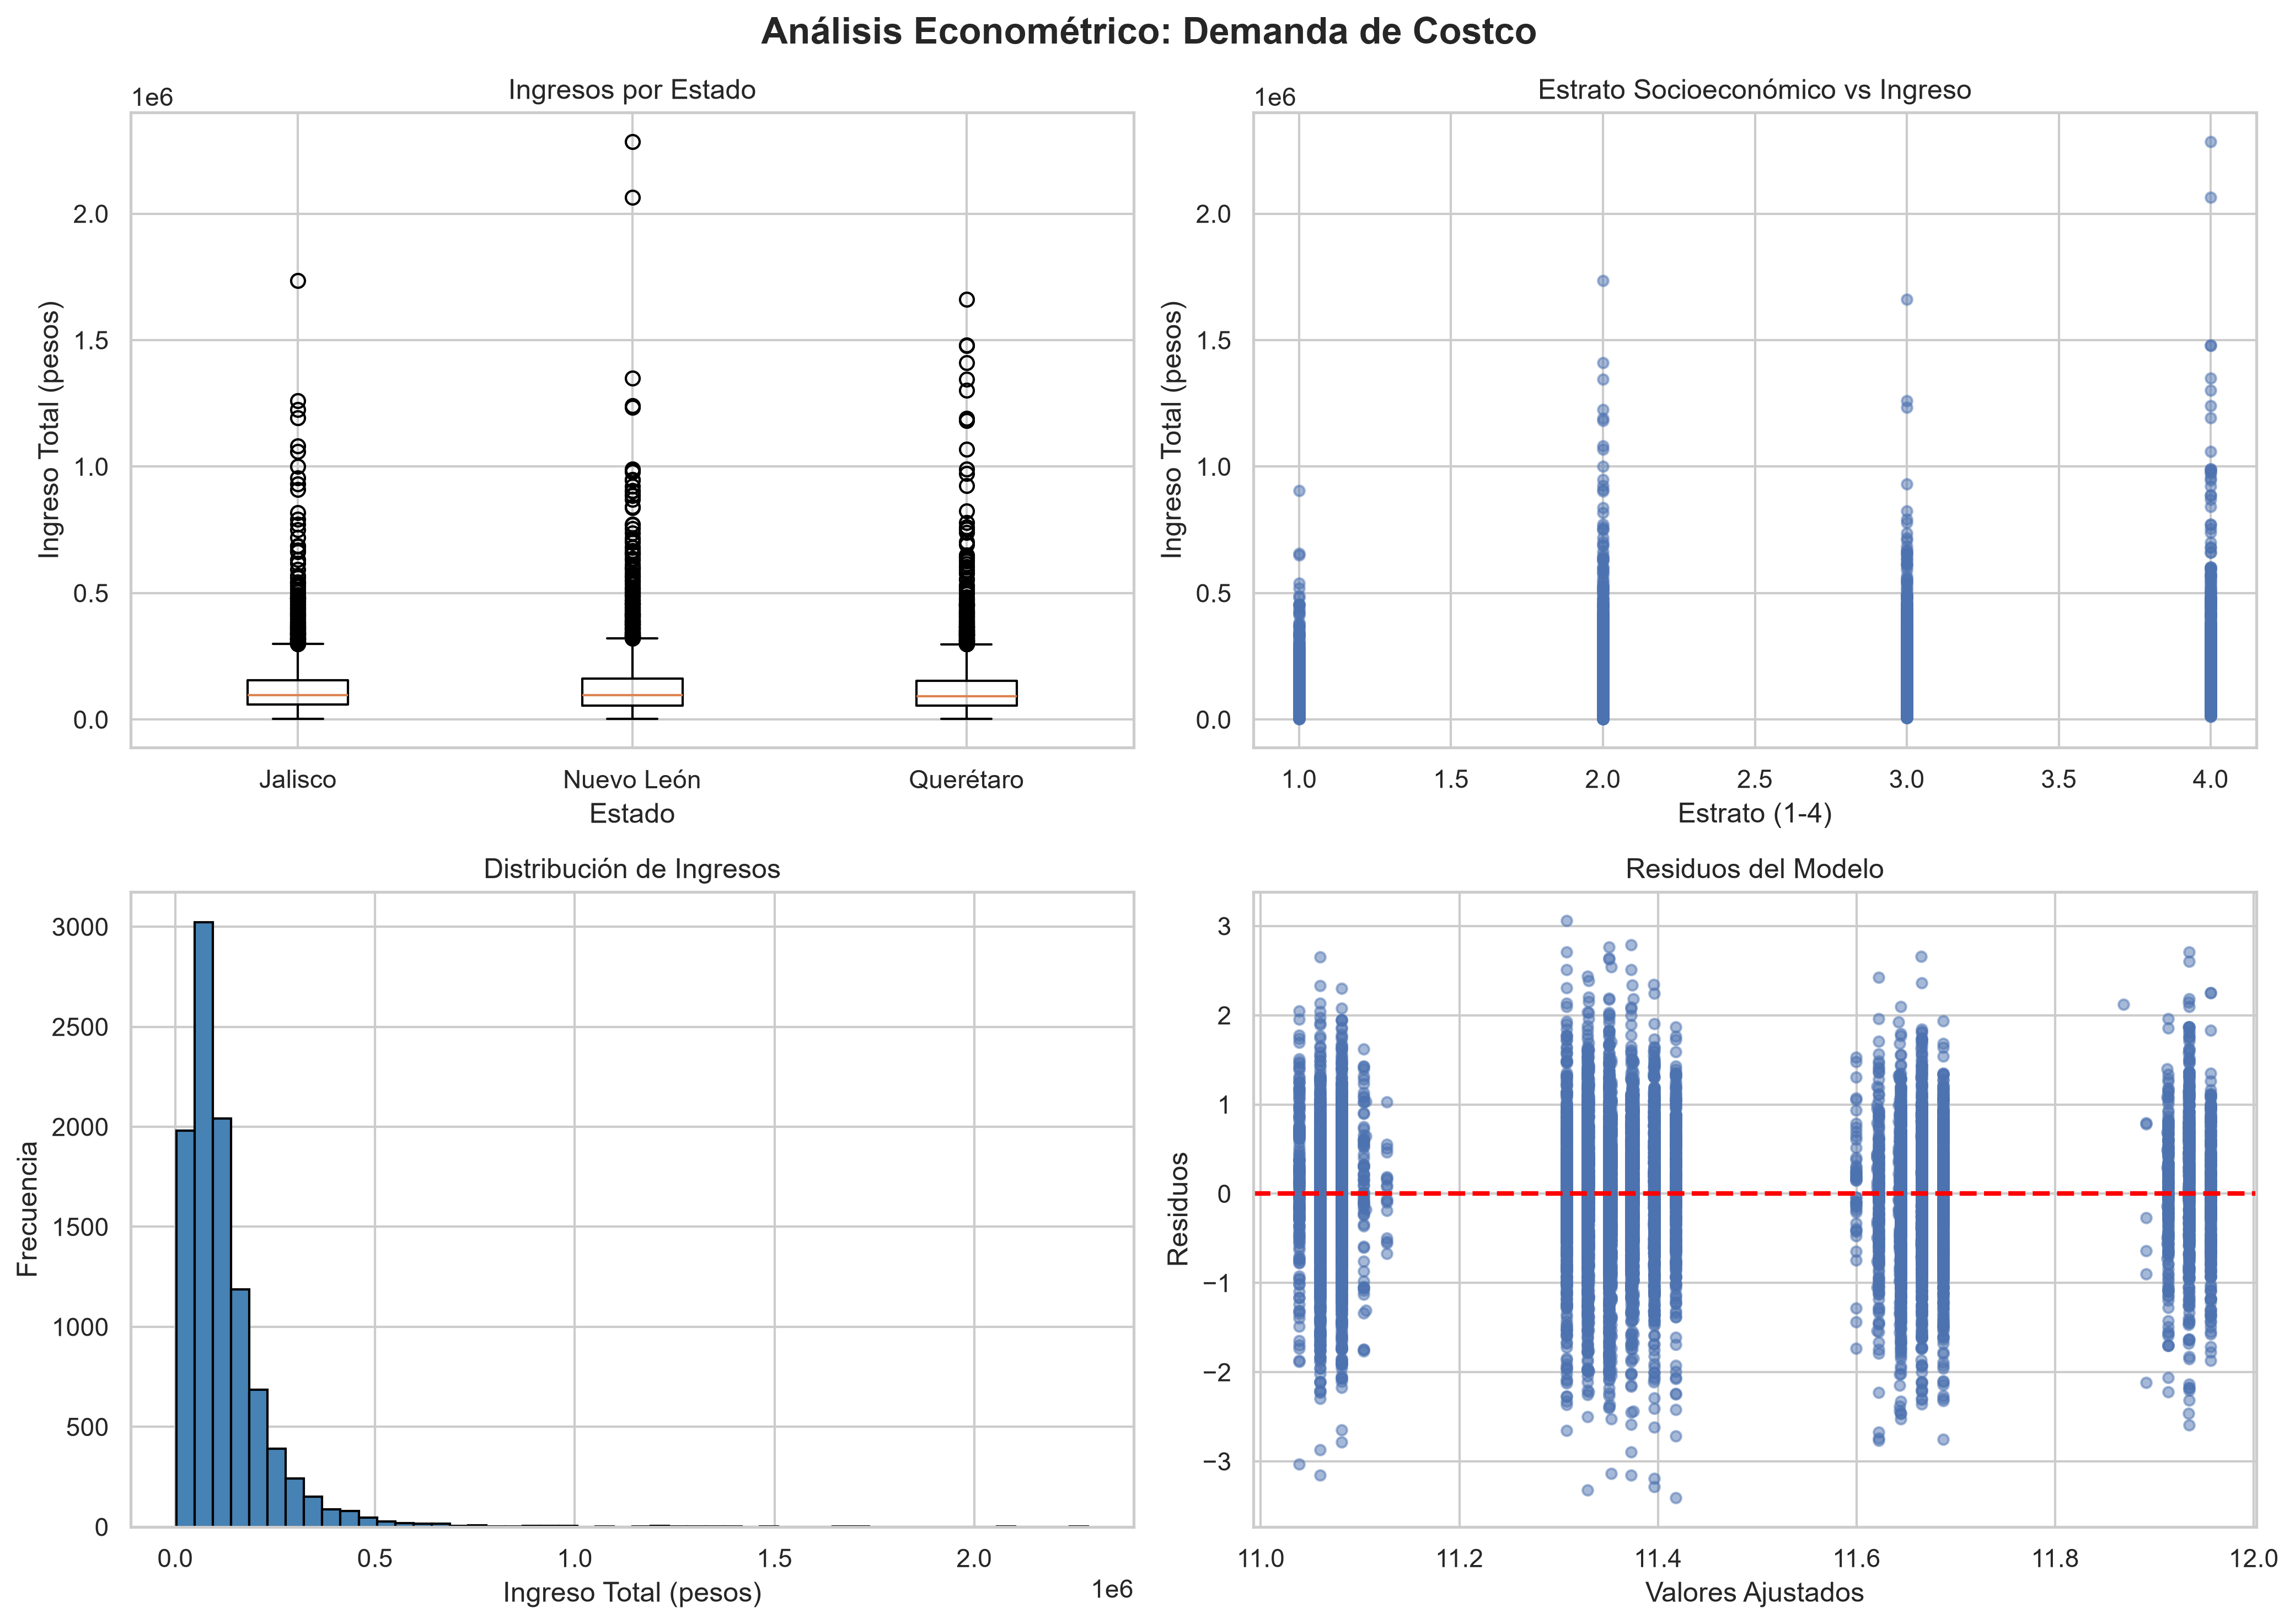 Análisis Econométrico: Demanda de Costco
Ingresos por Estado
1e6
Ingreso Total (pesos)
2.0
1.5
1.0
0.5
0.0
Jalisco
Nuevo León
Querétaro
Estado
Estrato Socioeconómico vs Ingreso
1e6
Ingreso Total (pesos)
2.0
1.5
1.0
0.5
0.0
1.0
1.5
2.0
2.5
3.0
3.5
4.0
Estrato (1-4)
Distribución de Ingresos
Frecuencia
3000
2500
2000
1500
1000
500
0
0.0
0.5
1.0
1.5
2.0
Ingreso Total (pesos)
1e6
Residuos del Modelo
Residuos
3
2
1
0
−1
−2
−3
11.0
11.2
11.4
11.6
11.8
12.0
Valores Ajustados